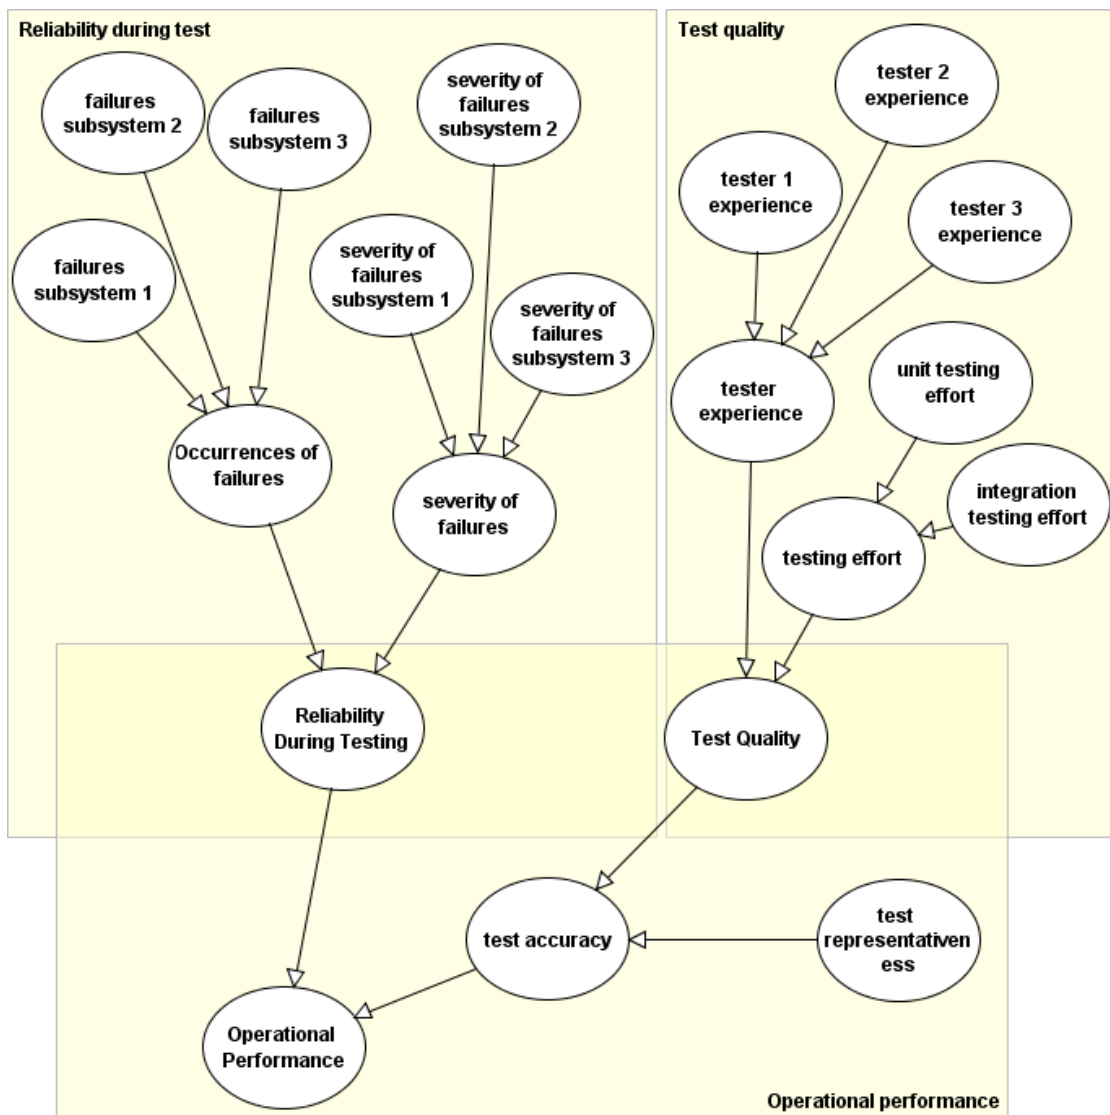 Reliability during test
failures
subsystem 2
failures
subsystem 3
severity of
failures
subsystem 2
failures
subsystem 1
severity of
failures
subsystem 1
severity of
failures
subsystem 3
Occurrences of
failures
severity of
failures
Reliability
During Testing
Test quality
tester 2
experience
tester 1
experience
tester 3
experience
tester
experience
unit testing
effort
integration
testing effort
testing effort
Test Quality
test accuracy
test
representativen
ess
Operational
Performance
Operational performance